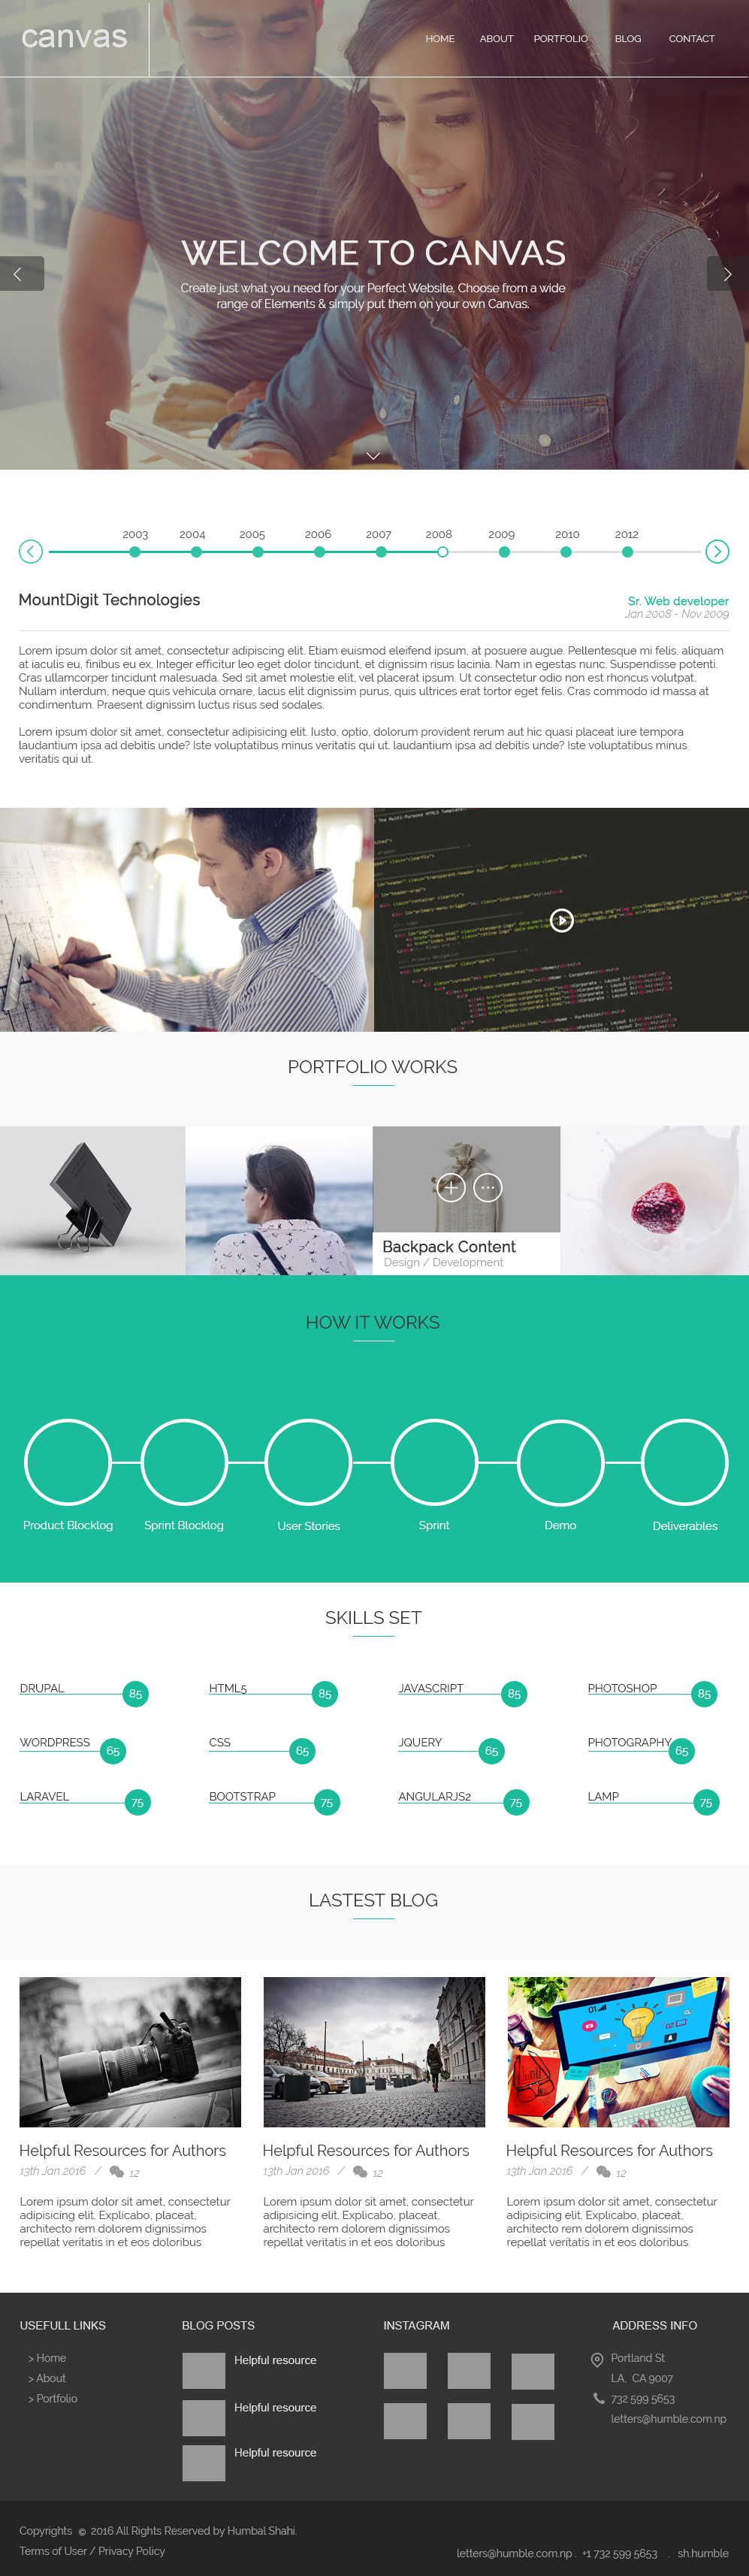 canvas
HOME ABOUT PORTFOLIO BLOG CONTACT
WELCOME TO CANVAS
Create just what you need for your Perfect Website. Choose from a wide
range of Elements & simply put them on your own Canvas.
2003 2004 2005 2006 2007 2008 2009 2010 2012
MountDigit Technologies
Sr. Web developer
Jan 2008 - Nov 2009
Lorem ipsum dolor sit amet, consectetur adipiscing elit. Etiam euismod eleifend ipsum, at posuere augue. Pellentesque mi felis, aliquam
at iaculis eu, finibus eu ex. Integer efficitur leo eget dolor tincidunt, et dignissim risus lacinia. Nam in egestas nunc. Suspendisse potenti.
Cras ullamcorper tincidunt malesuada. Sed sit amet molestie elit, vel placerat ipsum. Ut consectetur odio non est rhoncus volutpat.
Nullam interdum, neque quis vehicula ornare, lacus elit dignissim purus, quis ultrices erat tortor eget felis. Cras commodo id massa at
condimentum. Praesent dignissim luctus risus sed sodales.
Lorem ipsum dolor sit amet, consectetur adipisicing elit. Iusto, optio, dolorum provident rerum aut hic quasi placeat iure tempora
laudantium ipsa ad debitis unde? Iste voluptatibus minus veritatis qui ut. laudantium ipsa ad debitis unde? Iste voluptatibus minus
veritatis qui ut.
PORTFOLIO WORKS
Backpack Content
Design / Development
HOW IT WORKS
Product Blocklog Sprint Blocklog User Stories Sprint Demo Deliverables
SKILLS SET
DRUPAL 85 HTML5 85 JAVASCRIPT 85 PHOTOSHOP 85
WORDPRESS 65 CSS 65 JQUERY 65 PHOTOGRAPHY 65
LARAVEL 75 BOOTSTRAP 75 ANGULARJS2 75 LAMP 75
LASTEST BLOG
Helpful Resources for Authors
13th Jan 2016 / 12
Lorem ipsum dolor sit amet, consectetur
adipisicing elit. Explicabo, placeat,
architecto rem dolorem dignissimos
repellat veritatis in et eos doloribus
Helpful Resources for Authors
13th Jan 2016 / 12
Lorem ipsum dolor sit amet, consectetur
adipisicing elit. Explicabo, placeat,
architecto rem dolorem dignissimos
repellat veritatis in et eos doloribus
Helpful Resources for Authors
13th Jan 2016 / 12
Lorem ipsum dolor sit amet, consectetur
adipisicing elit. Explicabo, placeat,
architecto rem dolorem dignissimos
repellat veritatis in et eos doloribus
USEFULL LINKS
> Home
> About
> Portfolio
BLOG POSTS
Helpful resource
Helpful resource
Helpful resource
INSTAGRAM
ADDRESS INFO
Portland St
LA, CA 9007
732 599 5653
letters@humble.com.np
Copyrights © 2016 All Rights Reserved by Humbal Shahi.
Terms of User / Privacy Policy
letters@humble.com.np . +1 732 599 5653 . sh.humble